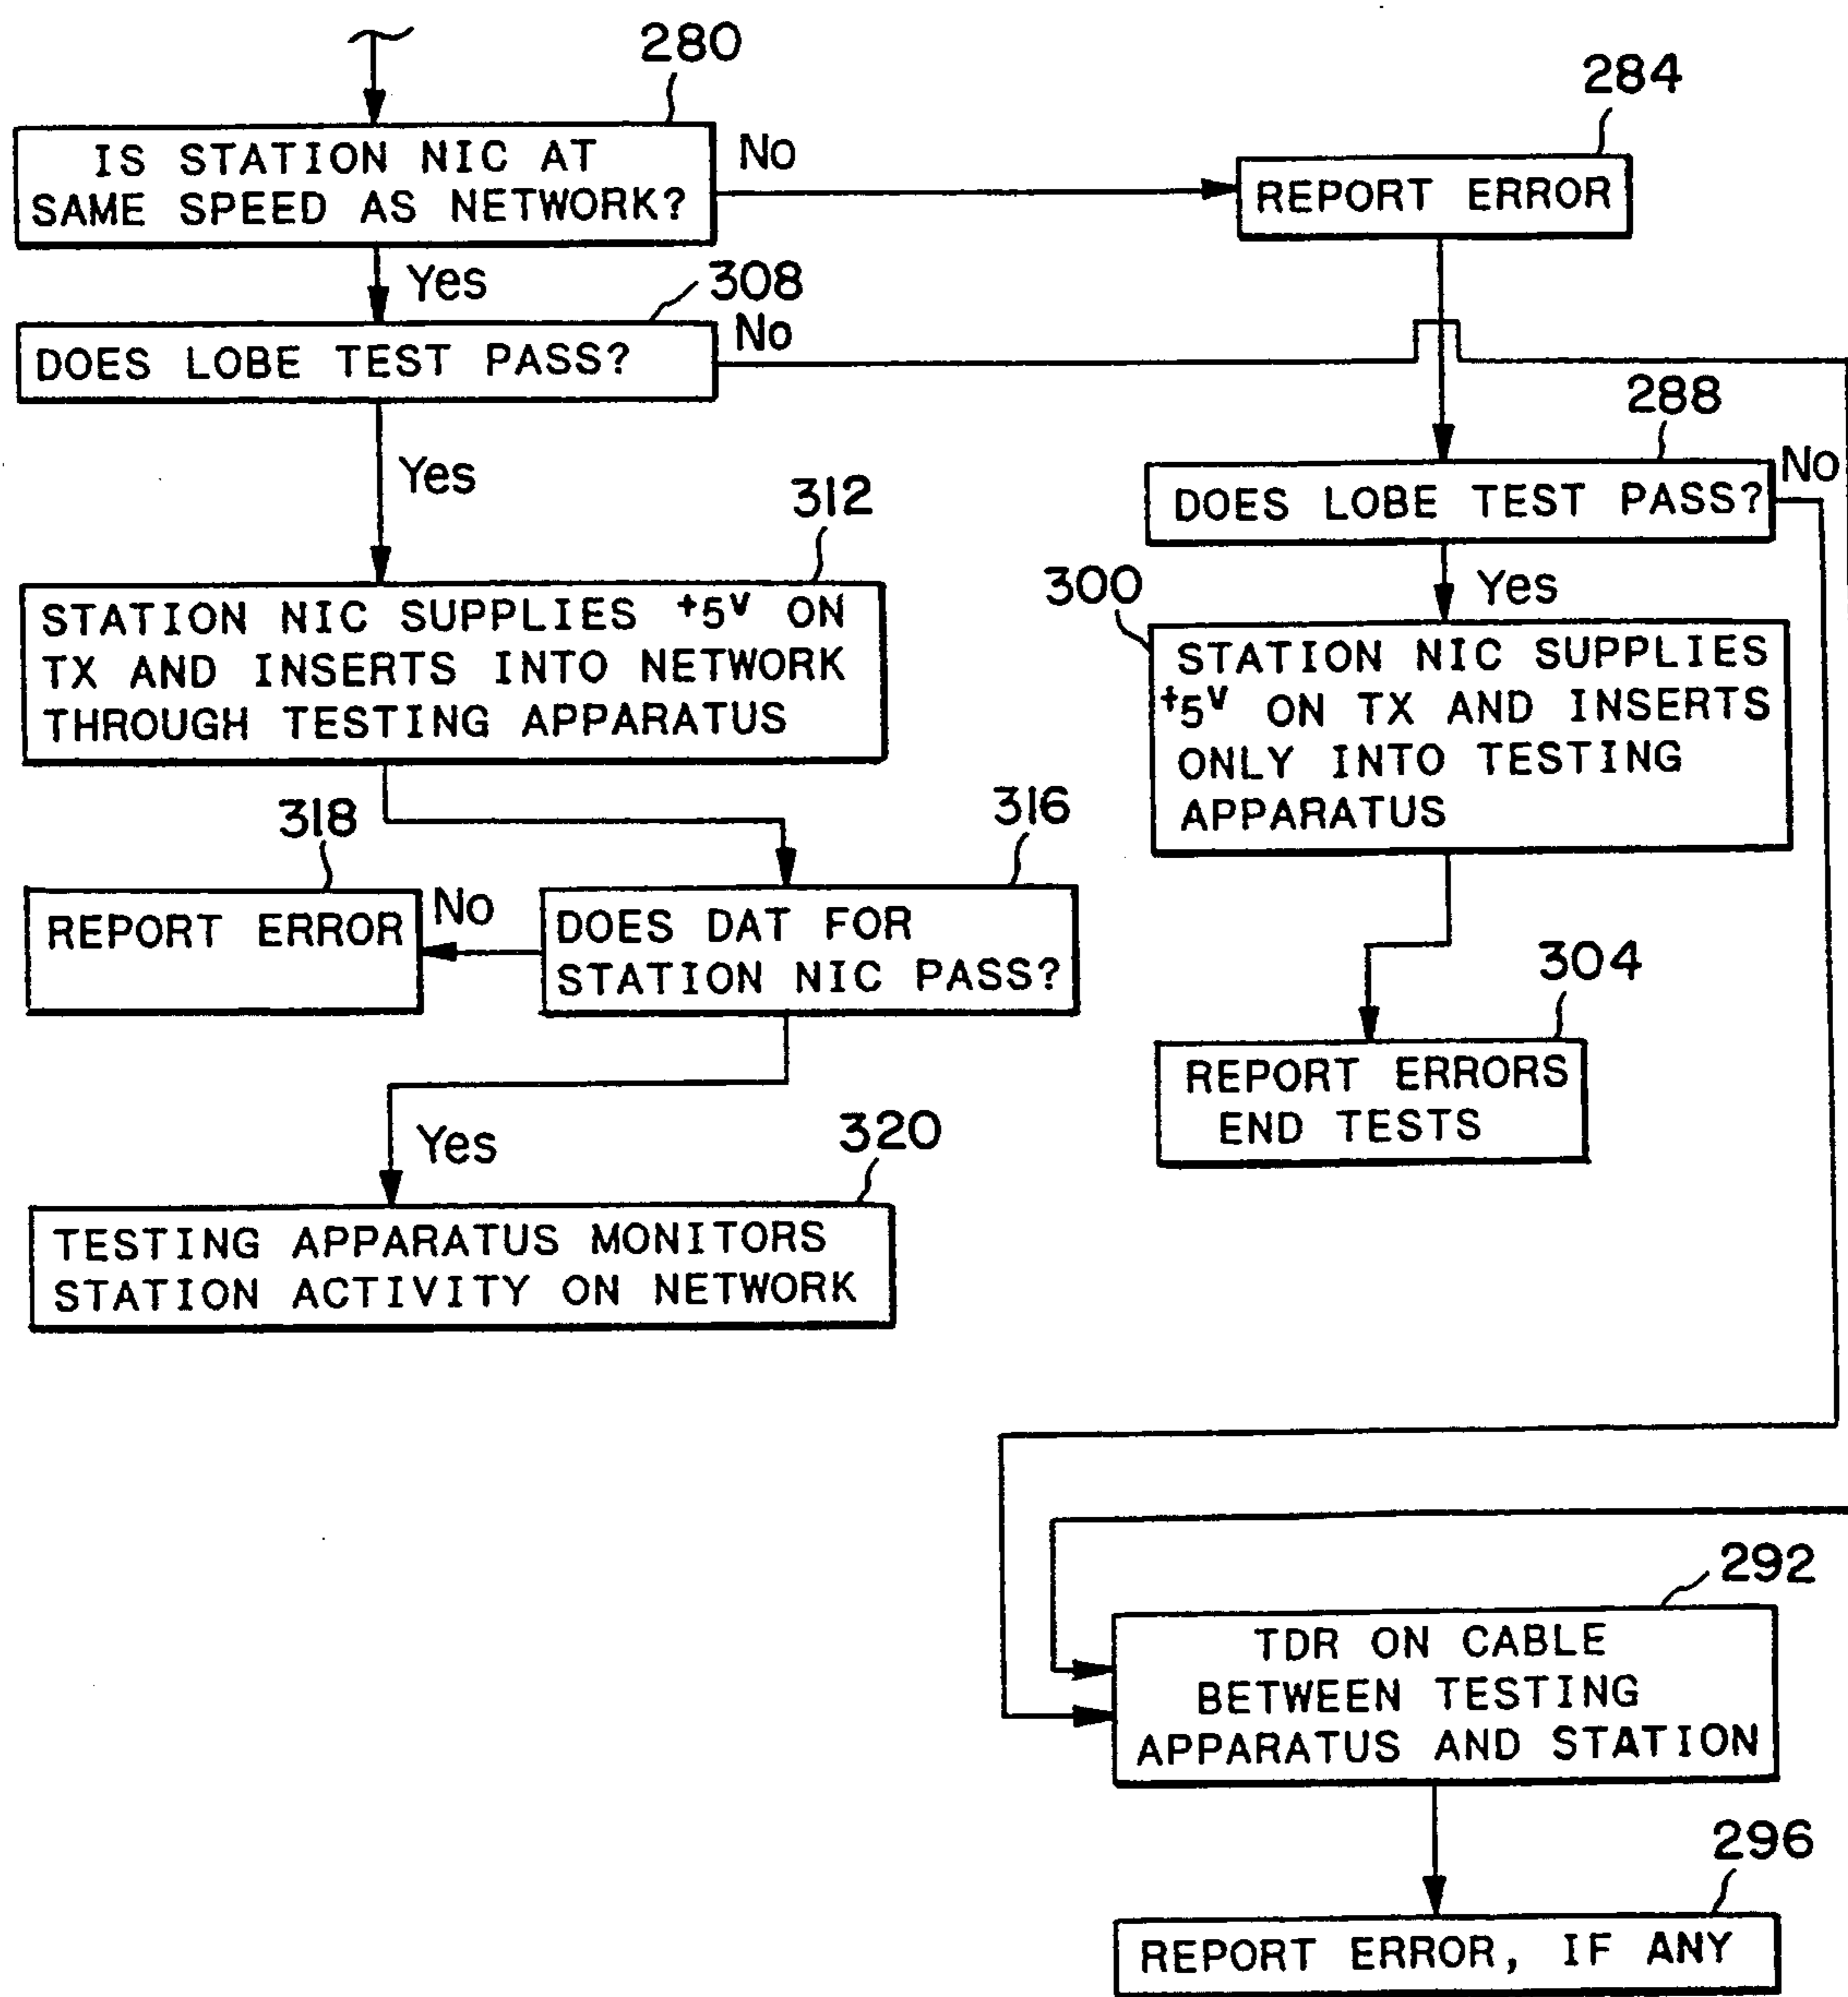 280
IS STATION NIC AT
SAME SPEED AS NETWORK?
No
284
REPORT ERROR
Yes
308
DOES LOBE TEST PASS?
No
288
DOES LOBE TEST PASS?
No
Yes
312
STATION NIC SUPPLIES +5V ON
TX AND INSERTS INTO NETWORK
THROUGH TESTING APPARATUS
300
Yes
STATION NIC SUPPLIES
+5V ON TX AND INSERTS
ONLY INTO TESTING
APPARATUS
318
REPORT ERROR
No
316
DOES DAT FOR
STATION NIC PASS?
304
REPORT ERRORS
END TESTS
Yes
320
TESTING APPARATUS MONITORS
STATION ACTIVITY ON NETWORK
292
TDR ON CABLE
BETWEEN TESTING
APPARATUS AND STATION
296
REPORT ERROR, IF ANY